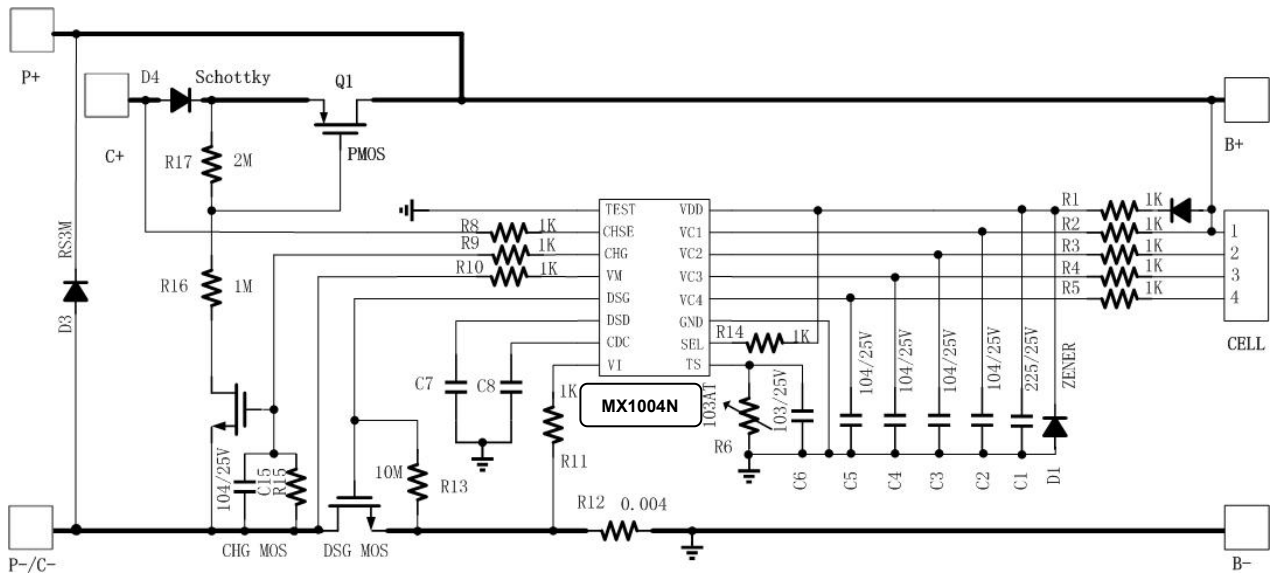 P+
D4 Schottky Q1
C+ R17 2M PMOS B+
TEST VDD R1 1K
R8 1K CHSE VC1 R2 1K 1
R9 1K CHG VC2 R3 1K 2
R10 1K VM VC3 R4 1K 3
DSG VC4 R5 1K 4
RS3M
D3
R16 1M
DSD GND
CDC SEL R14 1K CELL
VI TS
C7 C8 1K MX1004N 103AT 103/25V 104/25V 104/25V 104/25V 104/25V 225/25V ZENER
R6
R11
104/25V C15 R15 10M R13 C6 C5 C4 C3 C2 C1 D1
R12 0.004
P-/C- CHG MOS DSG MOS B-